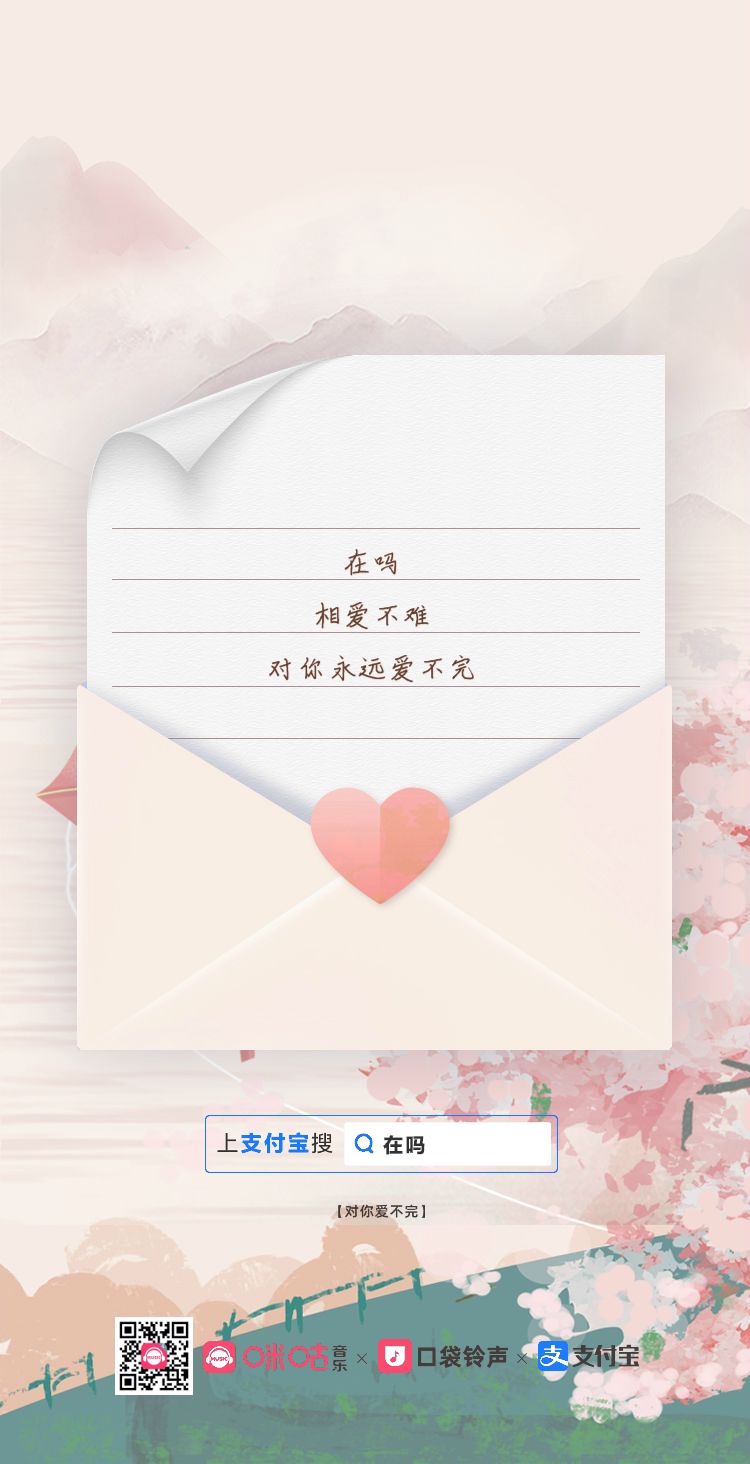 在吗
相爱不难
对你永远爱不完
上支付宝搜 在吗
【对你爱不完】
MUSIC 咪咕音乐 × 口袋铃声 × 支付宝